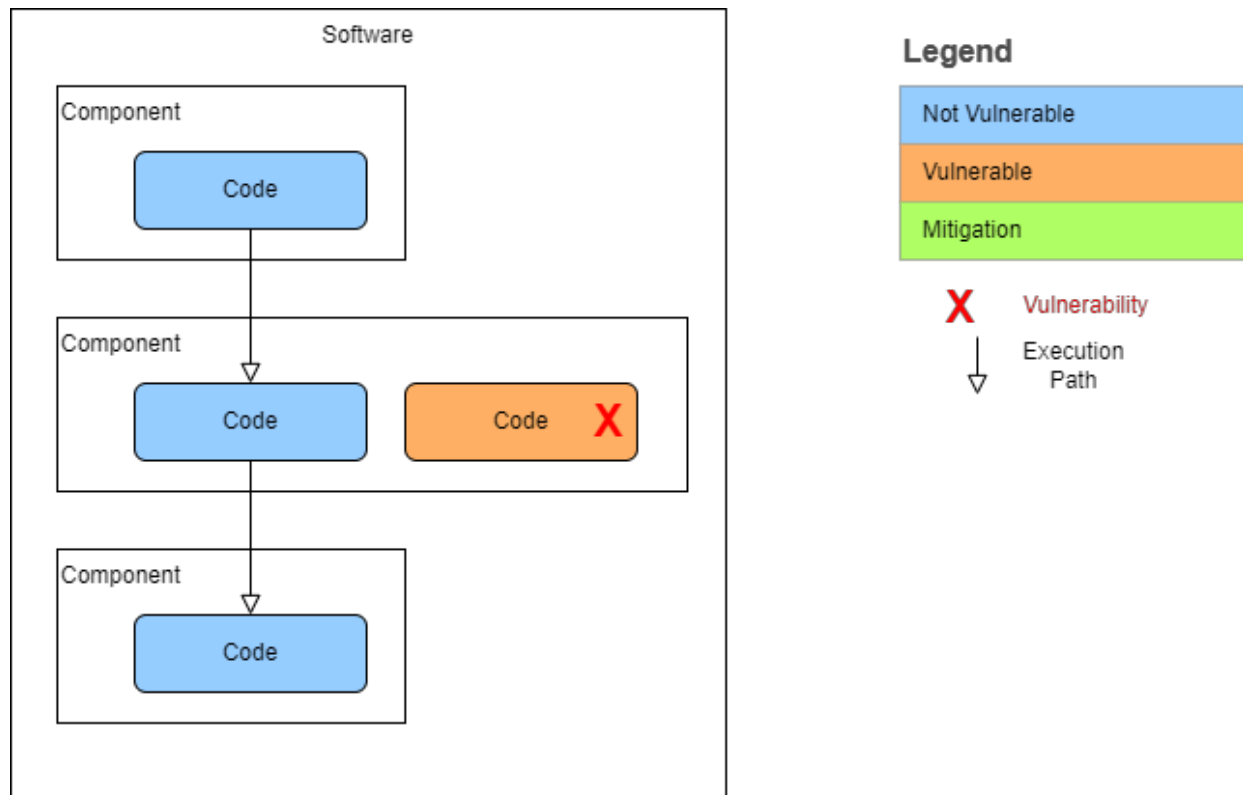 Software
Component
Code
Component
Code
Code X
Component
Code
Legend
Not Vulnerable
Vulnerable
Mitigation
X Vulnerability
Execution
Path